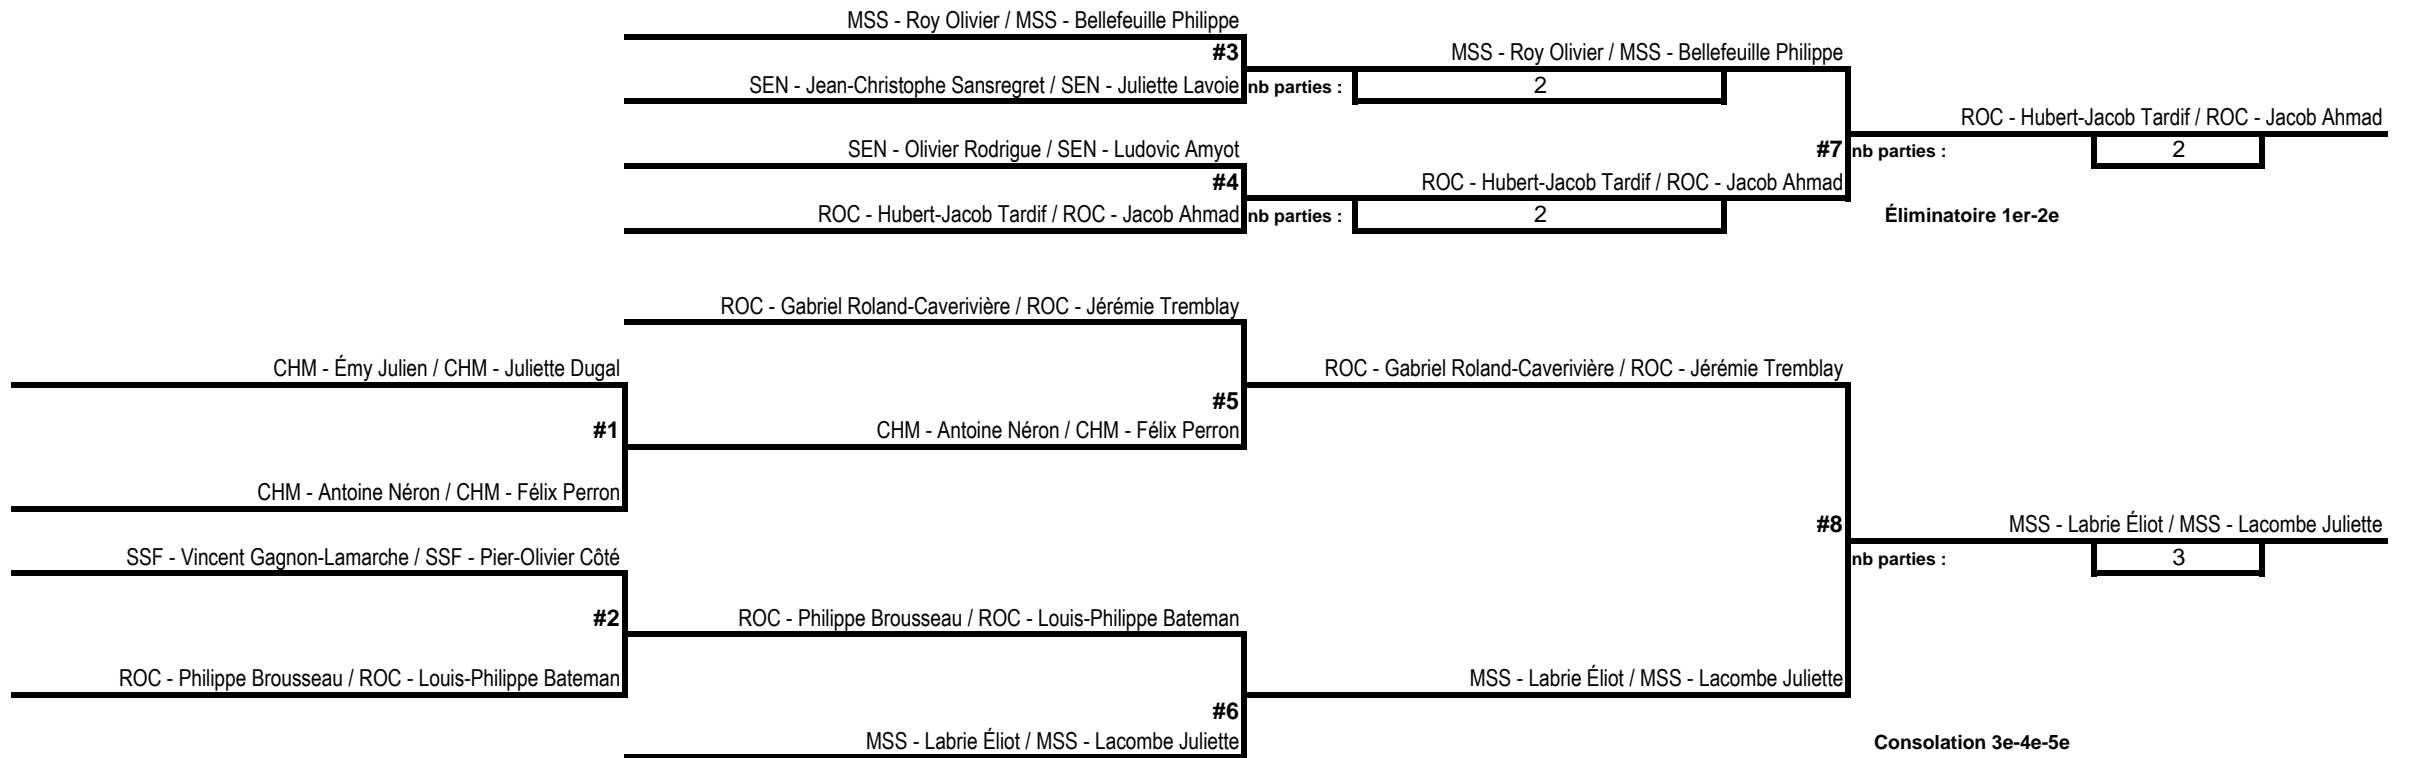 MSS - Roy Olivier / MSS - Bellefeuille Philippe
#3
MSS - Roy Olivier / MSS - Bellefeuille Philippe
SEN - Jean-Christophe Sansregret / SEN - Juliette Lavoie
nb parties :
2
ROC - Hubert-Jacob Tardif / ROC - Jacob Ahmad
SEN - Olivier Rodrigue / SEN - Ludovic Amyot
#7
nb parties :
2
#4
ROC - Hubert-Jacob Tardif / ROC - Jacob Ahmad
ROC - Hubert-Jacob Tardif / ROC - Jacob Ahmad
nb parties :
2
Éliminatoire 1er-2e
ROC - Gabriel Roland-Caverivière / ROC - Jérémie Tremblay
CHM - Émy Julien / CHM - Juliette Dugal
ROC - Gabriel Roland-Caverivière / ROC - Jérémie Tremblay
#5
#1
CHM - Antoine Néron / CHM - Félix Perron
CHM - Antoine Néron / CHM - Félix Perron
#8
MSS - Labrie Éliot / MSS - Lacombe Juliette
SSF - Vincent Gagnon-Lamarche / SSF - Pier-Olivier Côté
nb parties :
3
#2
ROC - Philippe Brousseau / ROC - Louis-Philippe Bateman
ROC - Philippe Brousseau / ROC - Louis-Philippe Bateman
MSS - Labrie Éliot / MSS - Lacombe Juliette
#6
MSS - Labrie Éliot / MSS - Lacombe Juliette
Consolation 3e-4e-5e